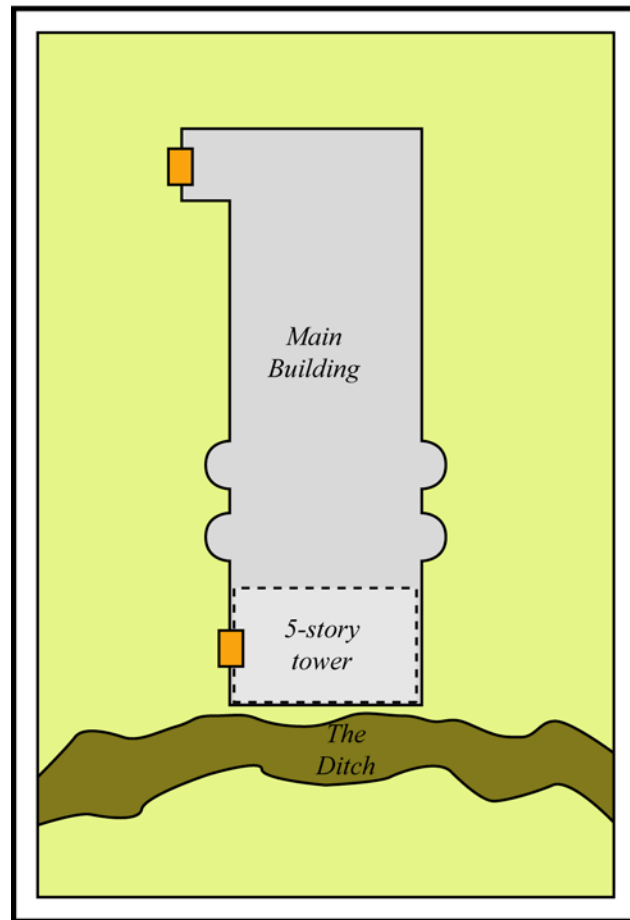 Main
Building
5-story
tower
The
Ditch